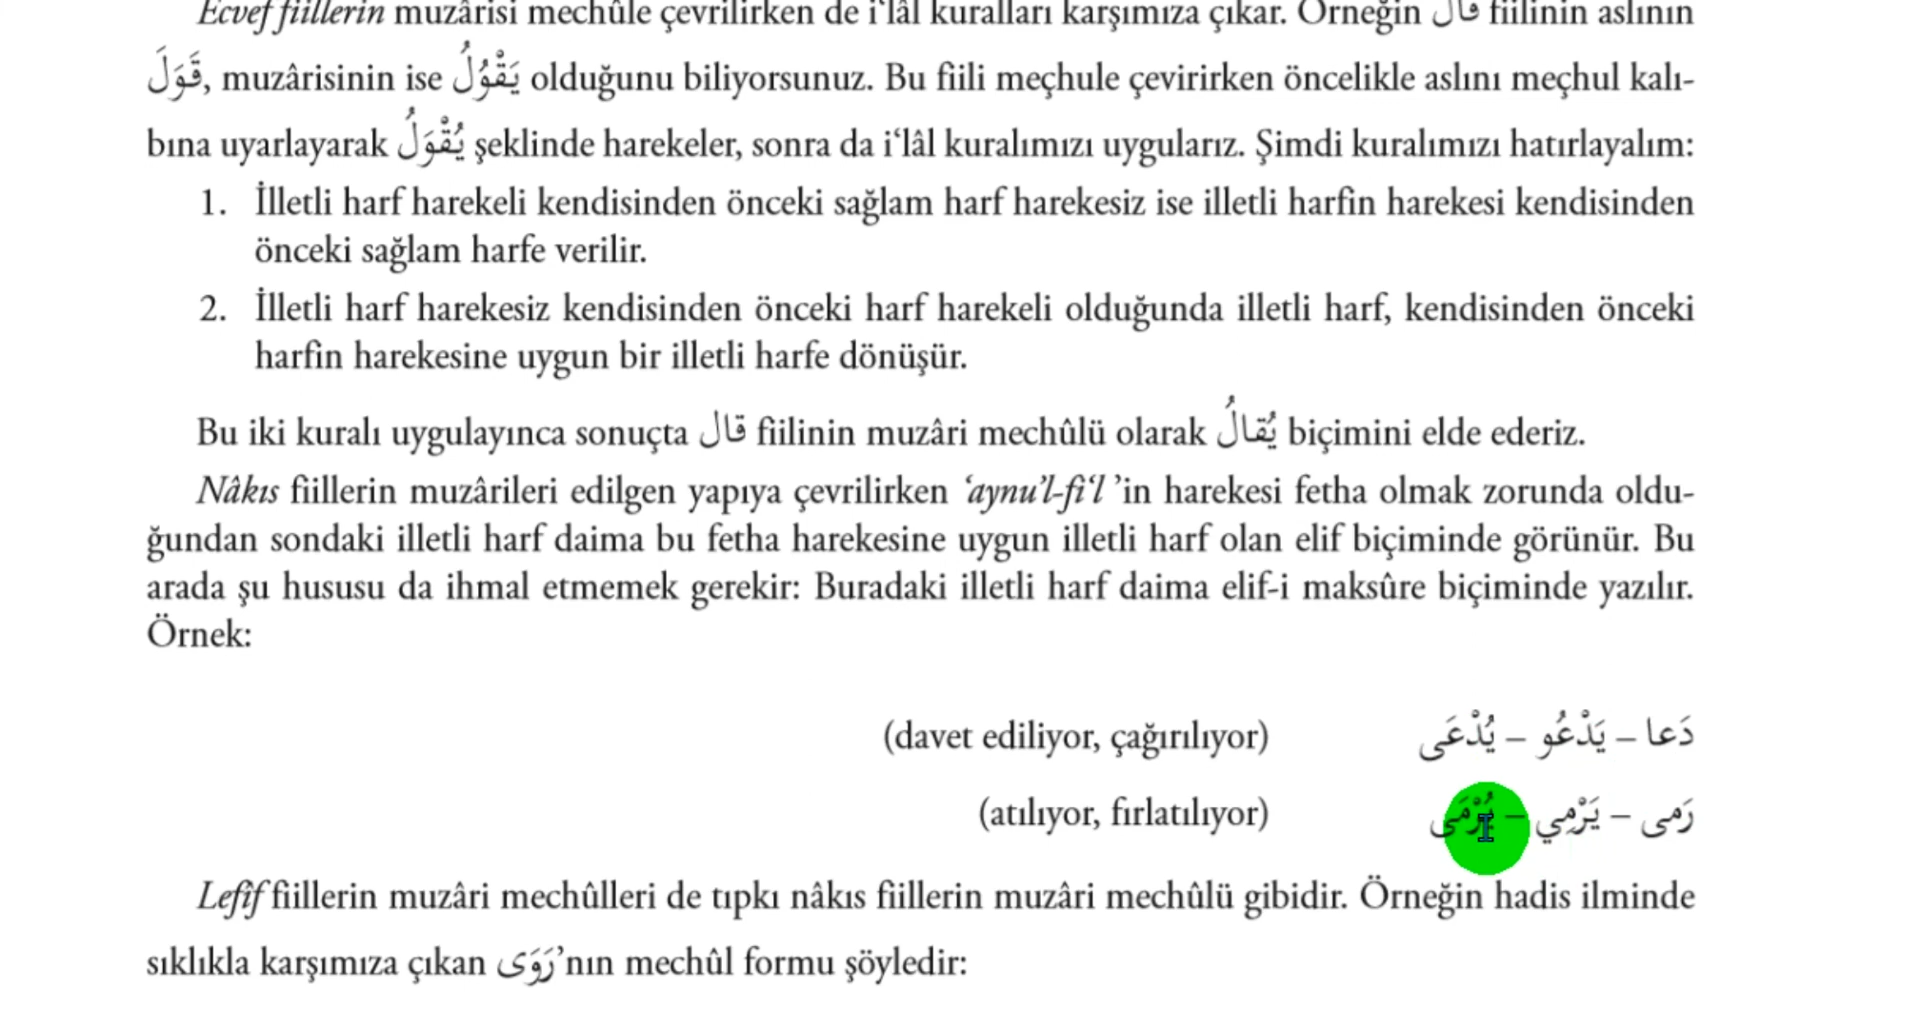 Ecvef fiillerin muzârisi mechûle çevrilirken de i‘lâl kuralları karşımıza çıkar. Örneğin قال fiilinin aslının
قَوَلَ, muzârisinin ise يَقْوُلُ olduğunu biliyorsunuz. Bu fiili meçhule çevirirken öncelikle aslını meçhul kalı-
bına uyarlayarak يُقْوَلُ şeklinde harekeler, sonra da i‘lâl kuralımızı uygularız. Şimdi kuralımızı hatırlayalım:
1. İlletli harf harekeli kendisinden önceki sağlam harf harekesiz ise illetli harfin harekesi kendisinden
önceki sağlam harfe verilir.
2. İlletli harf harekesiz kendisinden önceki harf harekeli olduğunda illetli harf, kendisinden önceki
harfin harekesine uygun bir illetli harfe dönüşür.
Bu iki kuralı uygulayınca sonuçta قال fiilinin muzâri mechûlü olarak يُقالُ biçimini elde ederiz.
Nâkıs fiillerin muzârileri edilgen yapıya çevrilirken ‘aynu’l-fi‘l ’in harekesi fetha olmak zorunda oldu-
ğundan sondaki illetli harf daima bu fetha harekesine uygun illetli harf olan elif biçiminde görünür. Bu
arada şu hususu da ihmal etmemek gerekir: Buradaki illetli harf daima elif-i maksûre biçiminde yazılır.
Örnek:
دَعا – يَدْعُو – يُدْعَى (davet ediliyor, çağırılıyor)
رَمى – يَرْمِي – يُرْمَى (atılıyor, fırlatılıyor)
Lefîf fiillerin muzâri mechûlleri de tıpkı nâkıs fiillerin muzâri mechûlü gibidir. Örneğin hadis ilminde
sıklıkla karşımıza çıkan رَوَى’nın mechûl formu şöyledir: